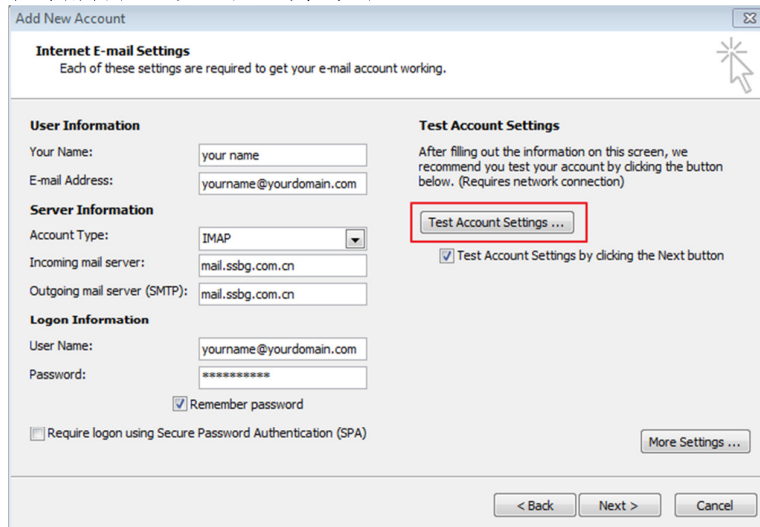 Add New Account
Internet E-mail Settings
Each of these settings are required to get your e-mail account working.
User Information
Your Name:
your name
E-mail Address:
yourname@yourdomain.com
Server Information
Account Type:
IMAP
Incoming mail server:
mail.ssbg.com.cn
Outgoing mail server (SMTP):
mail.ssbg.com.cn
Logon Information
User Name:
yourname@yourdomain.com
Password:
**********
Remember password
Require logon using Secure Password Authentication (SPA)
Test Account Settings
After filling out the information on this screen, we
recommend you test your account by clicking the button
below. (Requires network connection)
Test Account Settings ...
Test Account Settings by clicking the Next button
More Settings ...
< Back
Next >
Cancel